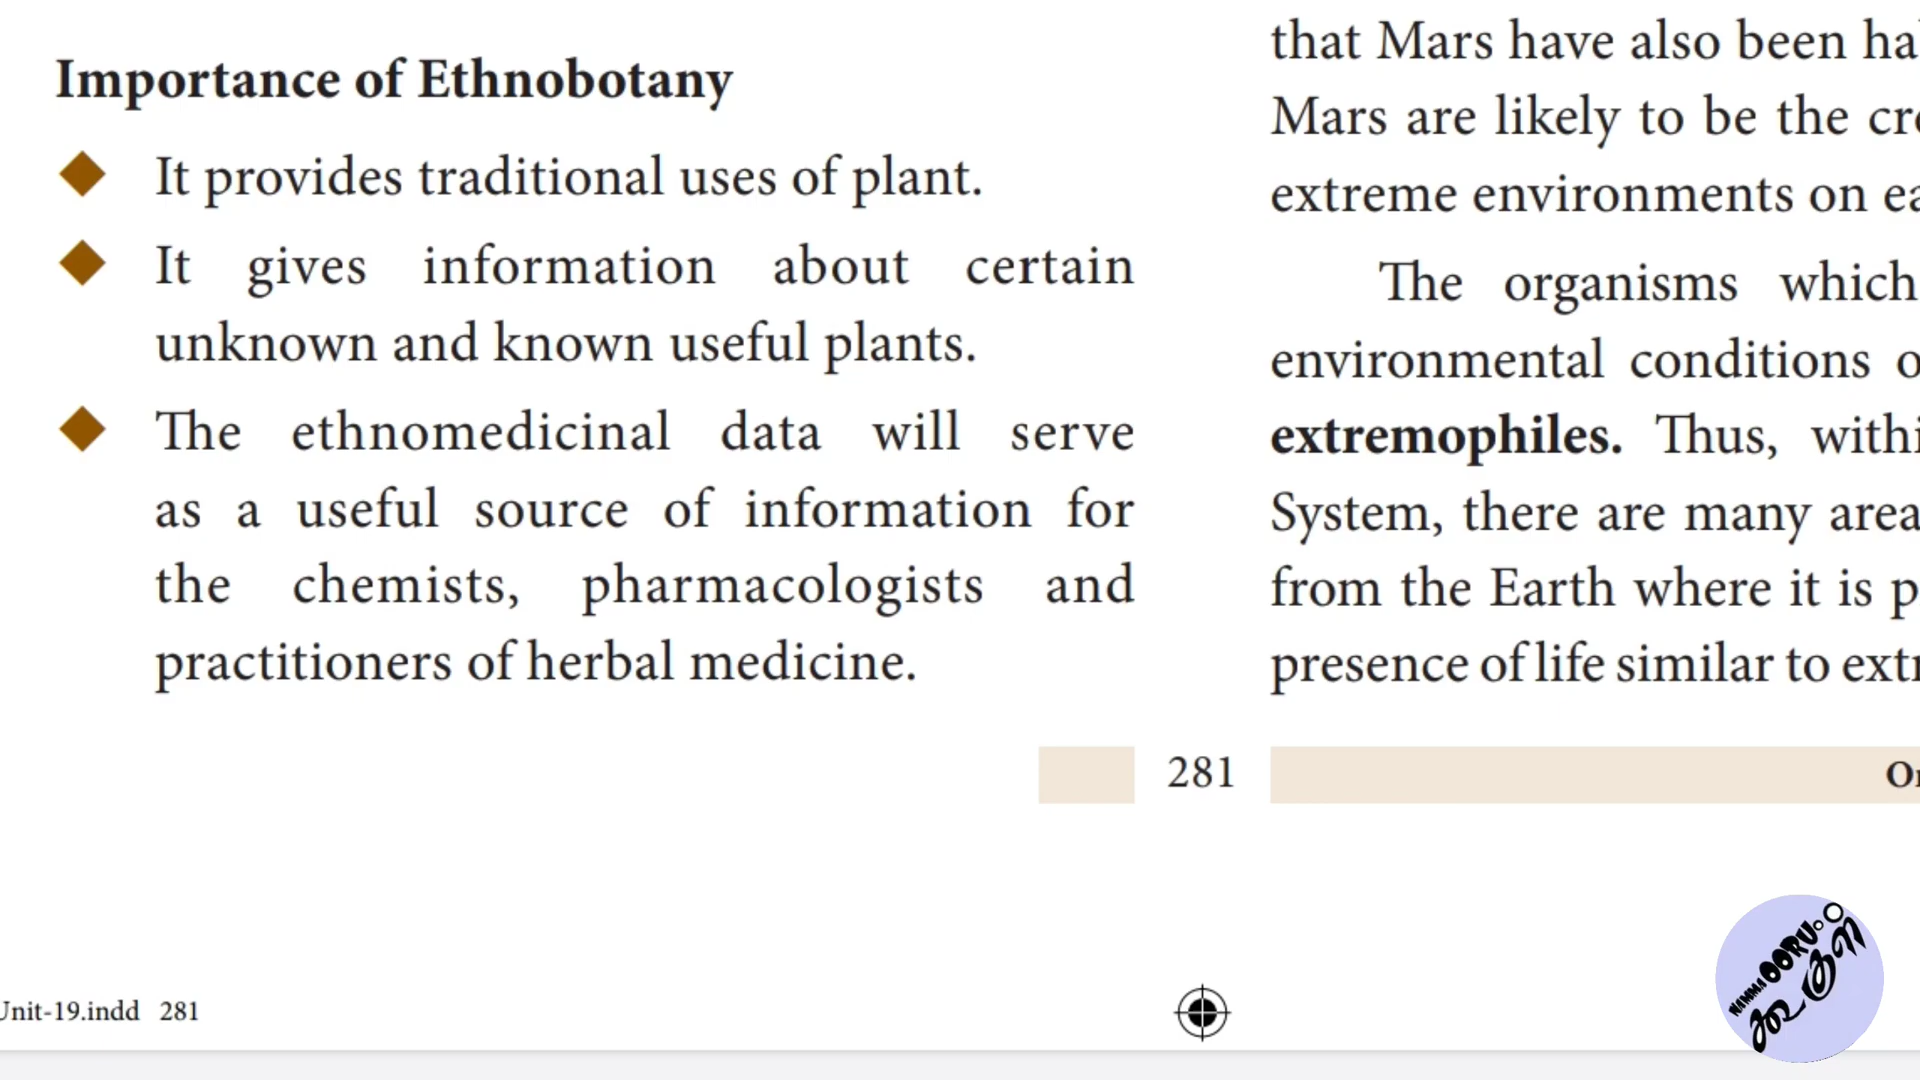 Importance of Ethnobotany
It provides traditional uses of plant.
It gives information about certain
unknown and known useful plants.
The ethnomedicinal data will serve
as a useful source of information for
the chemists, pharmacologists and
practitioners of herbal medicine.
that Mars have also been
Mars are likely to be the
extreme environments on
The organisms which
environmental conditions
extremophiles. Thus,
System, there are many
from the Earth where it is
presence of life similar to
281
Unit-19.indd 281
NAMMA OORU